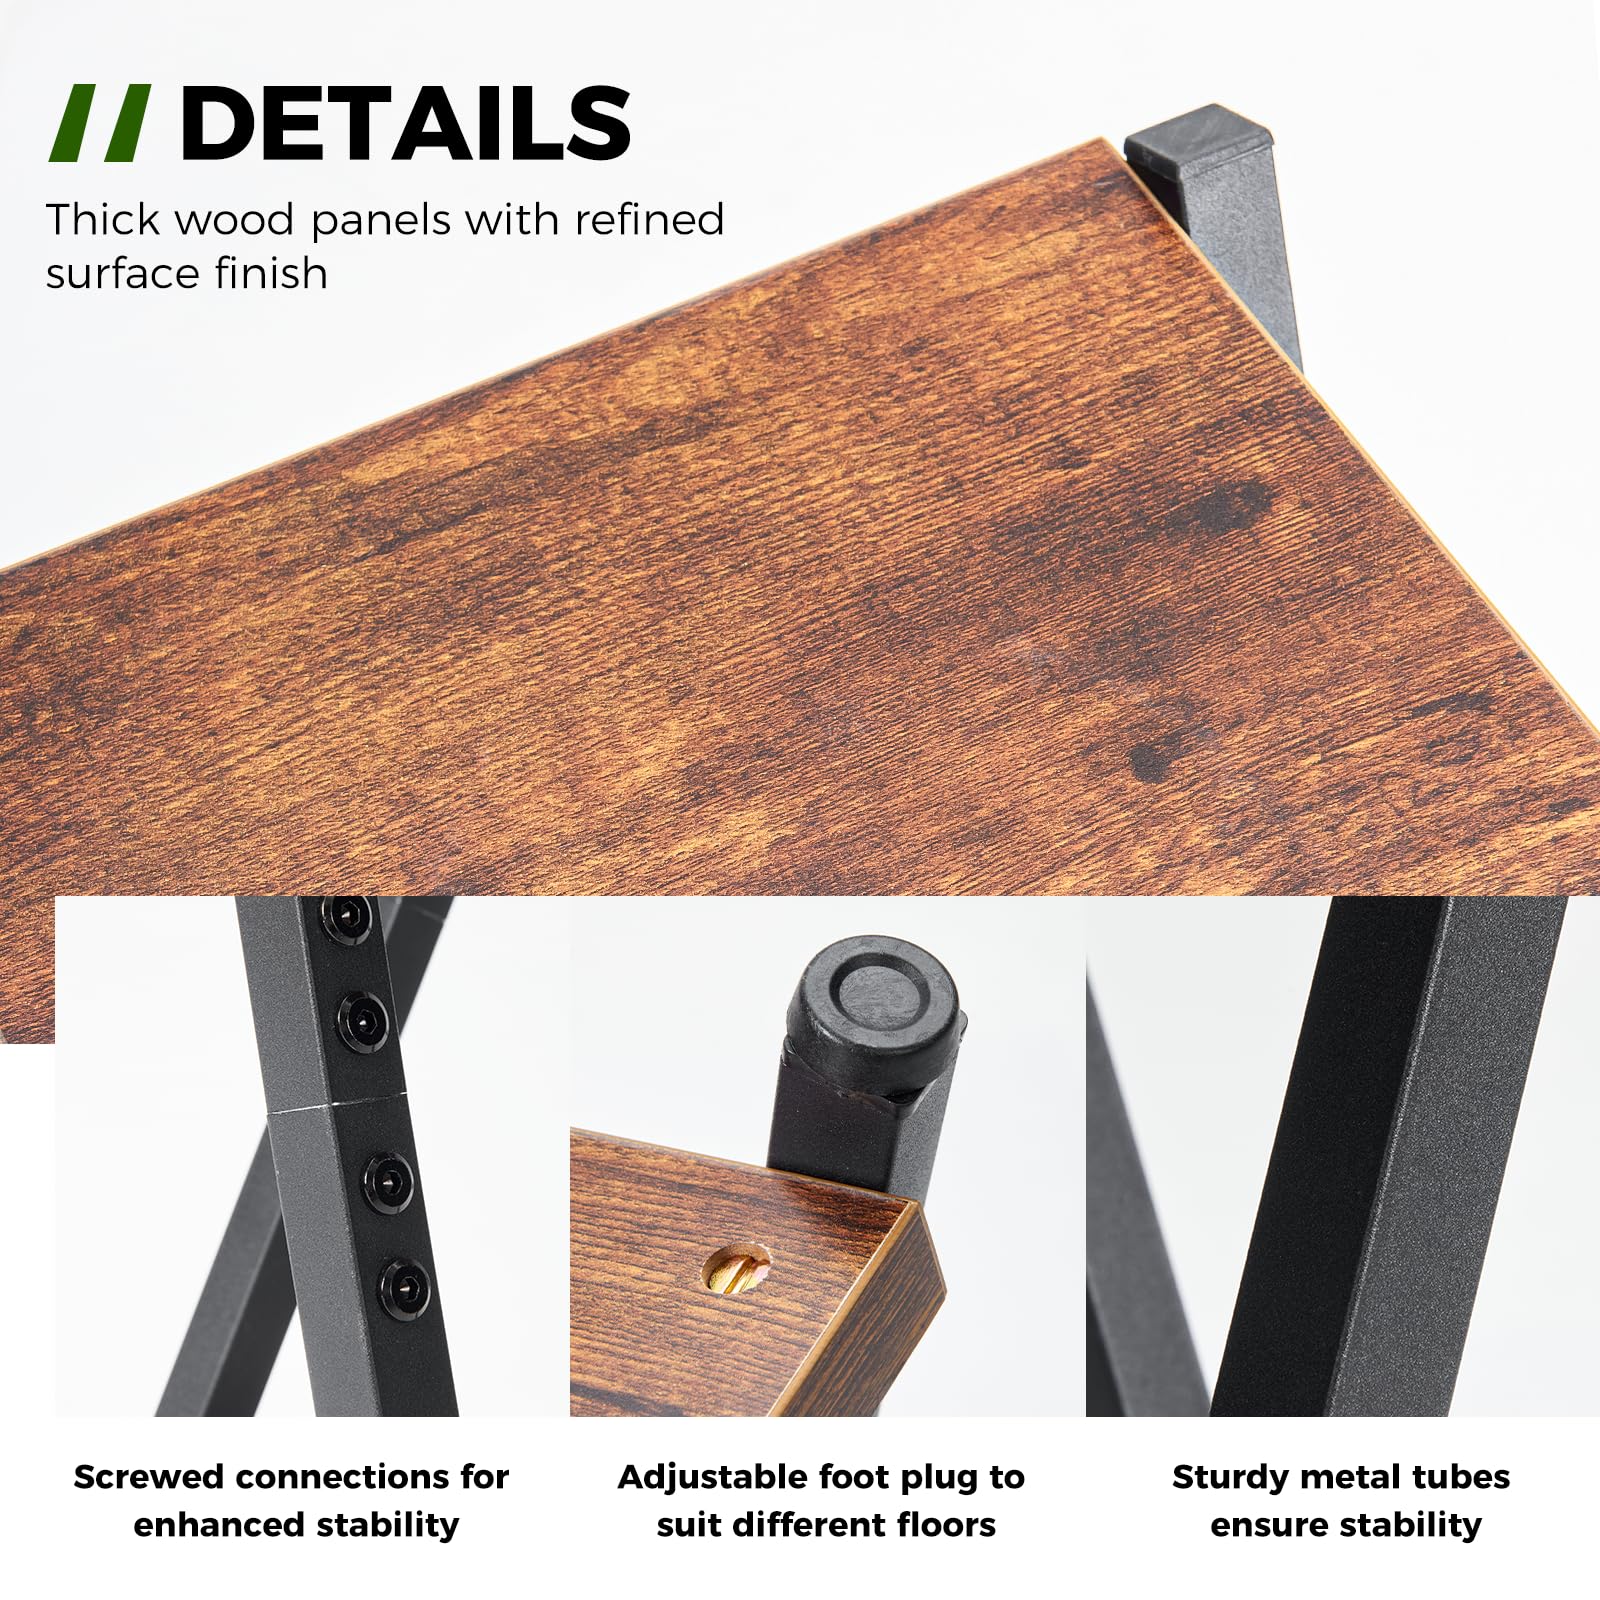 DETAILS
Thick wood panels with refined
surface finish
Screwed connections for
enhanced stability
Adjustable foot plug to
suit different floors
Sturdy metal tubes
ensure stability